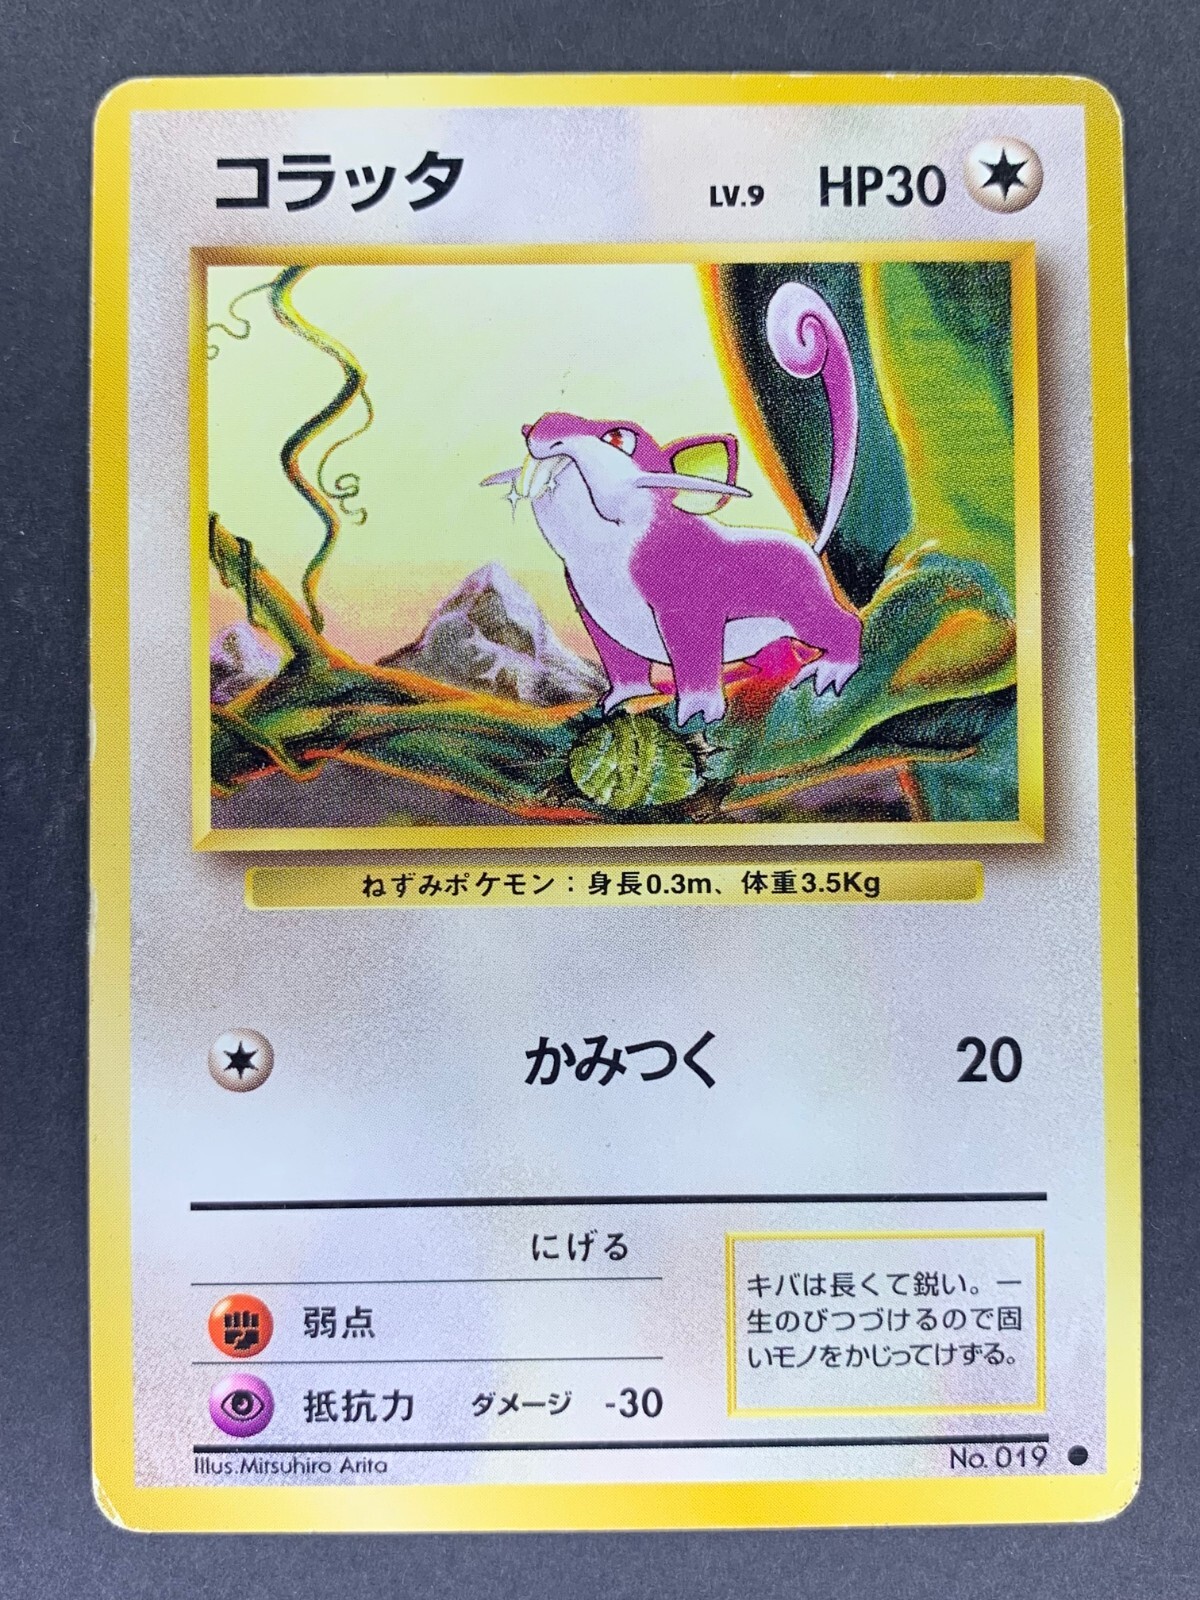 コラッタ LV.9 HP30
ねずみポケモン：身長0.3m、体重3.5Kg
かみつく 20
にげる
弱点
抵抗力 ダメージ -30
キバは長くて鋭い。一
生のびつづけるので固
いモノをかじってけずる。
Illus.Mitsuhiro Arita
No. 019 ●